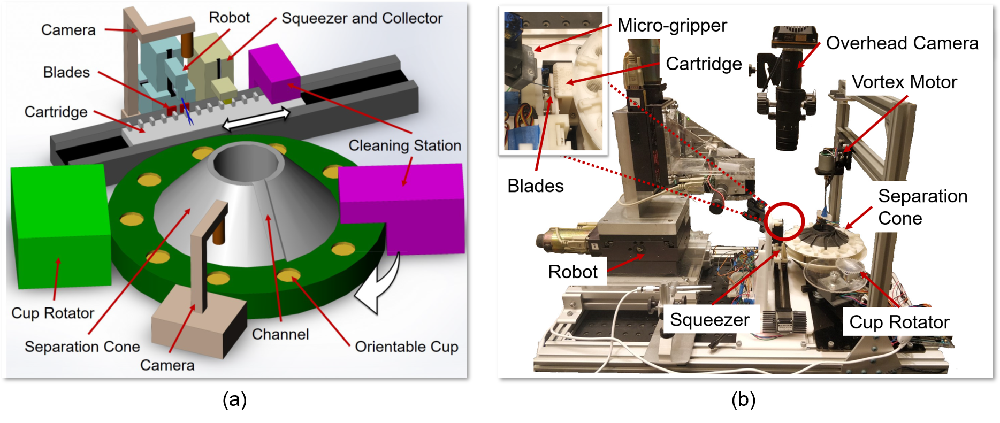 Camera
Robot
Squeezer and Collector
Blades
Cartridge
Cleaning Station
Cup Rotator
Separation Cone
Camera
Channel
Orientable Cup
(a)
Micro-gripper
Cartridge
Overhead Camera
Vortex Motor
Blades
Separation
Cone
Robot
Squeezer
Cup Rotator
(b)